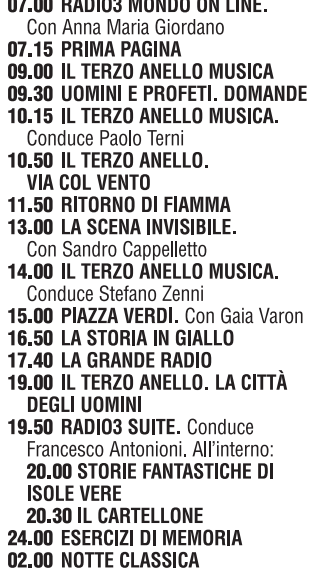 07.00 RADIO3 MONDO ON LINE.
Con Anna Maria Giordano
07.15 PRIMA PAGINA
09.00 IL TERZO ANELLO MUSICA
09.30 UOMINI E PROFETI. DOMANDE
10.15 IL TERZO ANELLO MUSICA.
Conduce Paolo Terni
10.50 IL TERZO ANELLO.
VIA COL VENTO
11.50 RITORNO DI FIAMMA
13.00 LA SCENA INVISIBILE.
Con Sandro Cappelletto
14.00 IL TERZO ANELLO MUSICA.
Conduce Stefano Zenni
15.00 PIAZZA VERDI. Con Gaia Varon
16.50 LA STORIA IN GIALLO
17.40 LA GRANDE RADIO
19.00 IL TERZO ANELLO. LA CITTÀ
DEGLI UOMINI
19.50 RADIO3 SUITE. Conduce
Francesco Antonioni. All'interno:
20.00 STORIE FANTASTICHE DI
ISOLE VERE
20.30 IL CARTELLONE
24.00 ESERCIZI DI MEMORIA
02.00 NOTTE CLASSICA